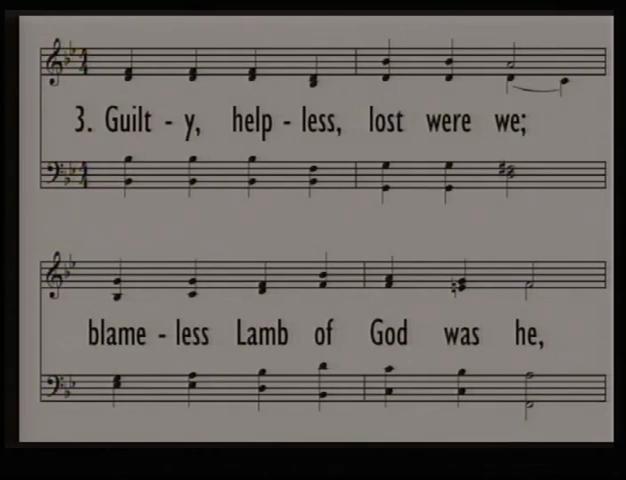 3. Guilt - y, help - less, lost were we;
blame - less Lamb of God was he,